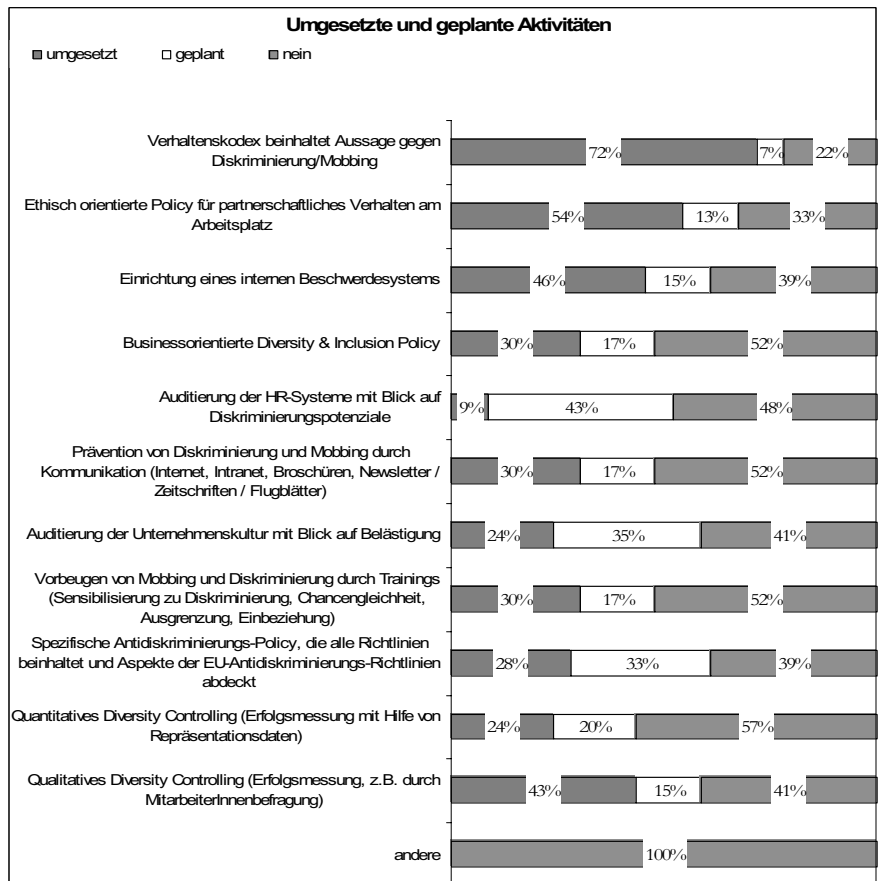 Umgesetzte und geplante Aktivitäten
umgesetzt geplant nein
Verhaltenskodex beinhaltet Aussage gegen
Diskriminierung/Mobbing
72% 7% 22%
Ethisch orientierte Policy für partnerschaftliches Verhalten am
Arbeitsplatz
54% 13% 33%
Einrichtung eines internen Beschwerdesystems
46% 15% 39%
Businessorientierte Diversity & Inclusion Policy
30% 17% 52%
Auditierung der HR-Systeme mit Blick auf
Diskriminierungspotenziale
9% 43% 48%
Prävention von Diskriminierung und Mobbing durch
Kommunikation (Internet, Intranet, Broschüren, Newsletter /
Zeitschriften / Flugblätter)
30% 17% 52%
Auditierung der Unternehmenskultur mit Blick auf Belästigung
24% 35% 41%
Vorbeugen von Mobbing und Diskriminierung durch Trainings
(Sensibilisierung zu Diskriminierung, Chancengleichheit,
Ausgrenzung, Einbeziehung)
30% 17% 52%
Spezifische Antidiskriminierungs-Policy, die alle Richtlinien
beinhaltet und Aspekte der EU-Antidiskriminierungs-Richtlinien
abdeckt
28% 33% 39%
Quantitatives Diversity Controlling (Erfolgsmessung mit Hilfe von
Repräsentationsdaten)
24% 20% 57%
Qualitatives Diversity Controlling (Erfolgsmessung, z.B. durch
MitarbeiterInnenbefragung)
43% 15% 41%
andere
100%